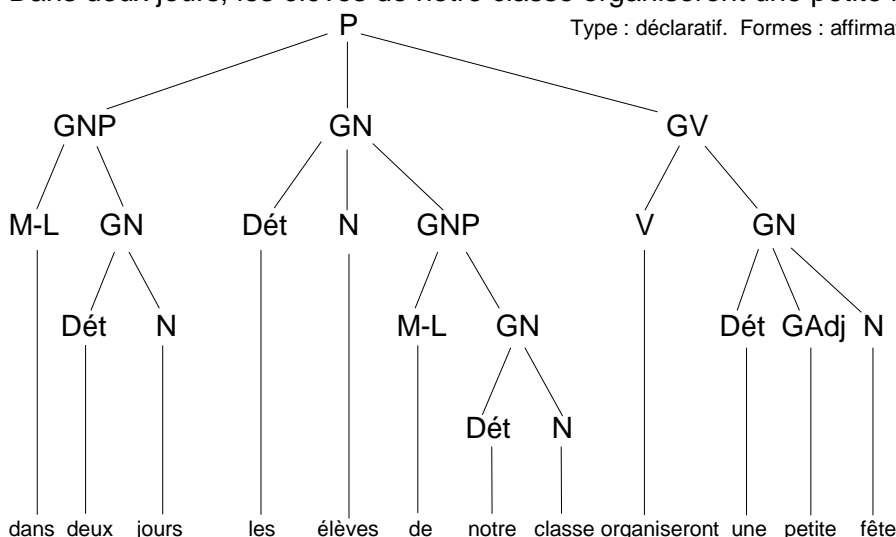 Dans deux jours, les élèves de notre classe organiseront une petite
P Type : déclaratif. Formes : affirmat
GNP GN GV
M-L GN Dét N GNP V GN
Dét N M-L GN Dét GAdj N
Dét N
dans deux jours les élèves de notre classe organiseront une petite fête